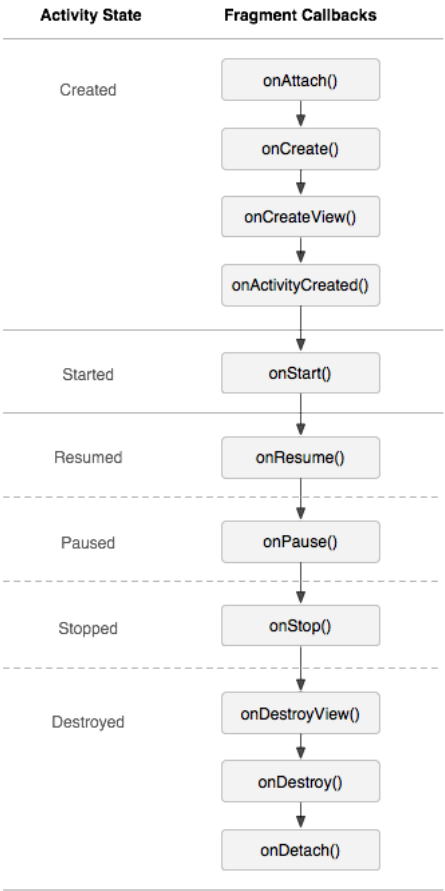 Activity State Fragment Callbacks
Created onAttach()
onCreate()
onCreateView()
onActivityCreated()
Started onStart()
Resumed onResume()
Paused onPause()
Stopped onStop()
Destroyed onDestroyView()
onDestroy()
onDetach()